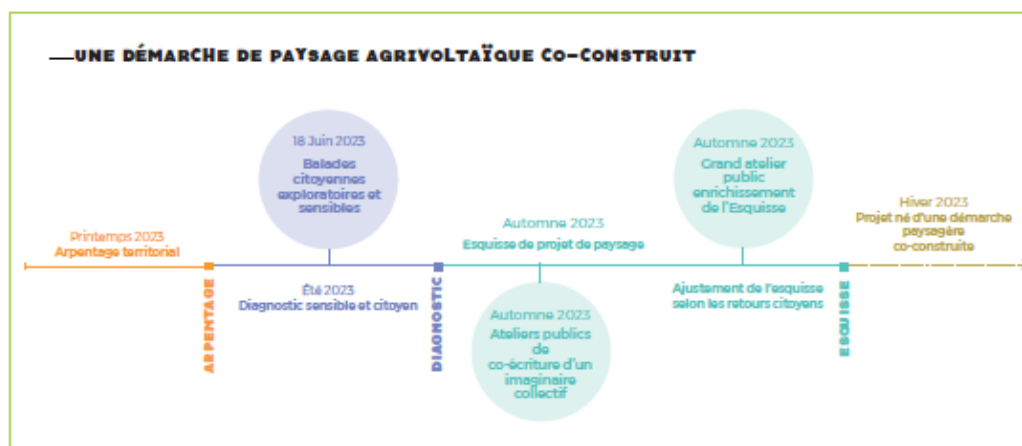 UNE DÉMARCHE DE PAYSAGE AGRIVOLTAÏQUE CO-CONSTRUIT
Printemps 2023
Arpentage territorial
ARPENTAGE
18 Juin 2023
Balades
citoyennes
exploratoires et
sensibles
Été 2023
Diagnostic sensible et citoyen
DIAGNOSTIC
Automne 2023
Esquisse de projet de paysage
Automne 2023
Ateliers publics
de
co-écriture d'un
imaginaire
collectif
Automne 2023
Grand atelier
public
enrichissement
de l'Esquisse
Ajustement de l'esquisse
selon les retours citoyens
ESQUISSE
Hiver 2023
Projet né d'une démarche
paysagère
co-construite